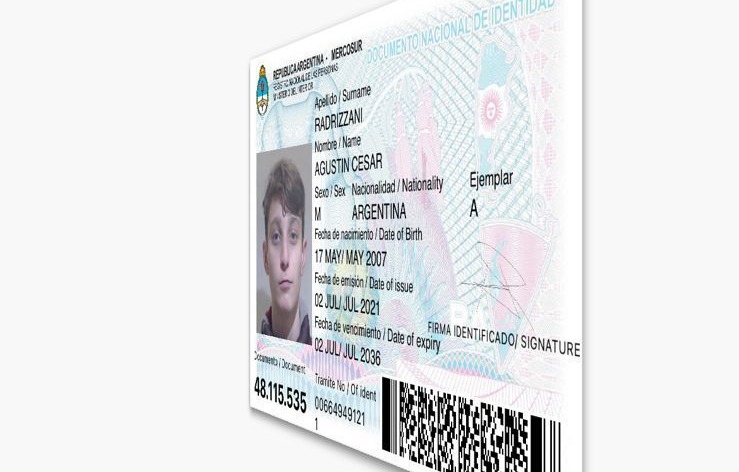 REPUBLICA ARGENTINA - MERCOSUR
REGISTRO NACIONAL DE LAS PERSONAS
MINISTERIO DEL INTERIOR
DOCUMENTO NACIONAL DE IDENTIDAD
Apellido / Surname
RADRIZZANI
Nombre / Name
AGUSTIN CESAR
Sexo / Sex Nacionalidad / Nationality
M ARGENTINA
Ejemplar
A
Fecha de nacimiento / Date of Birth
17 MAY/ MAY 2007
Fecha de emisión / Date of issue
02 JUL/ JUL 2021
Fecha de vencimiento / Date of expiry
02 JUL/ JUL 2036
FIRMA IDENTIFICADO/ SIGNATURE
Documento / Document
48.115.535
Tramite No / Of ident
00664949121
1